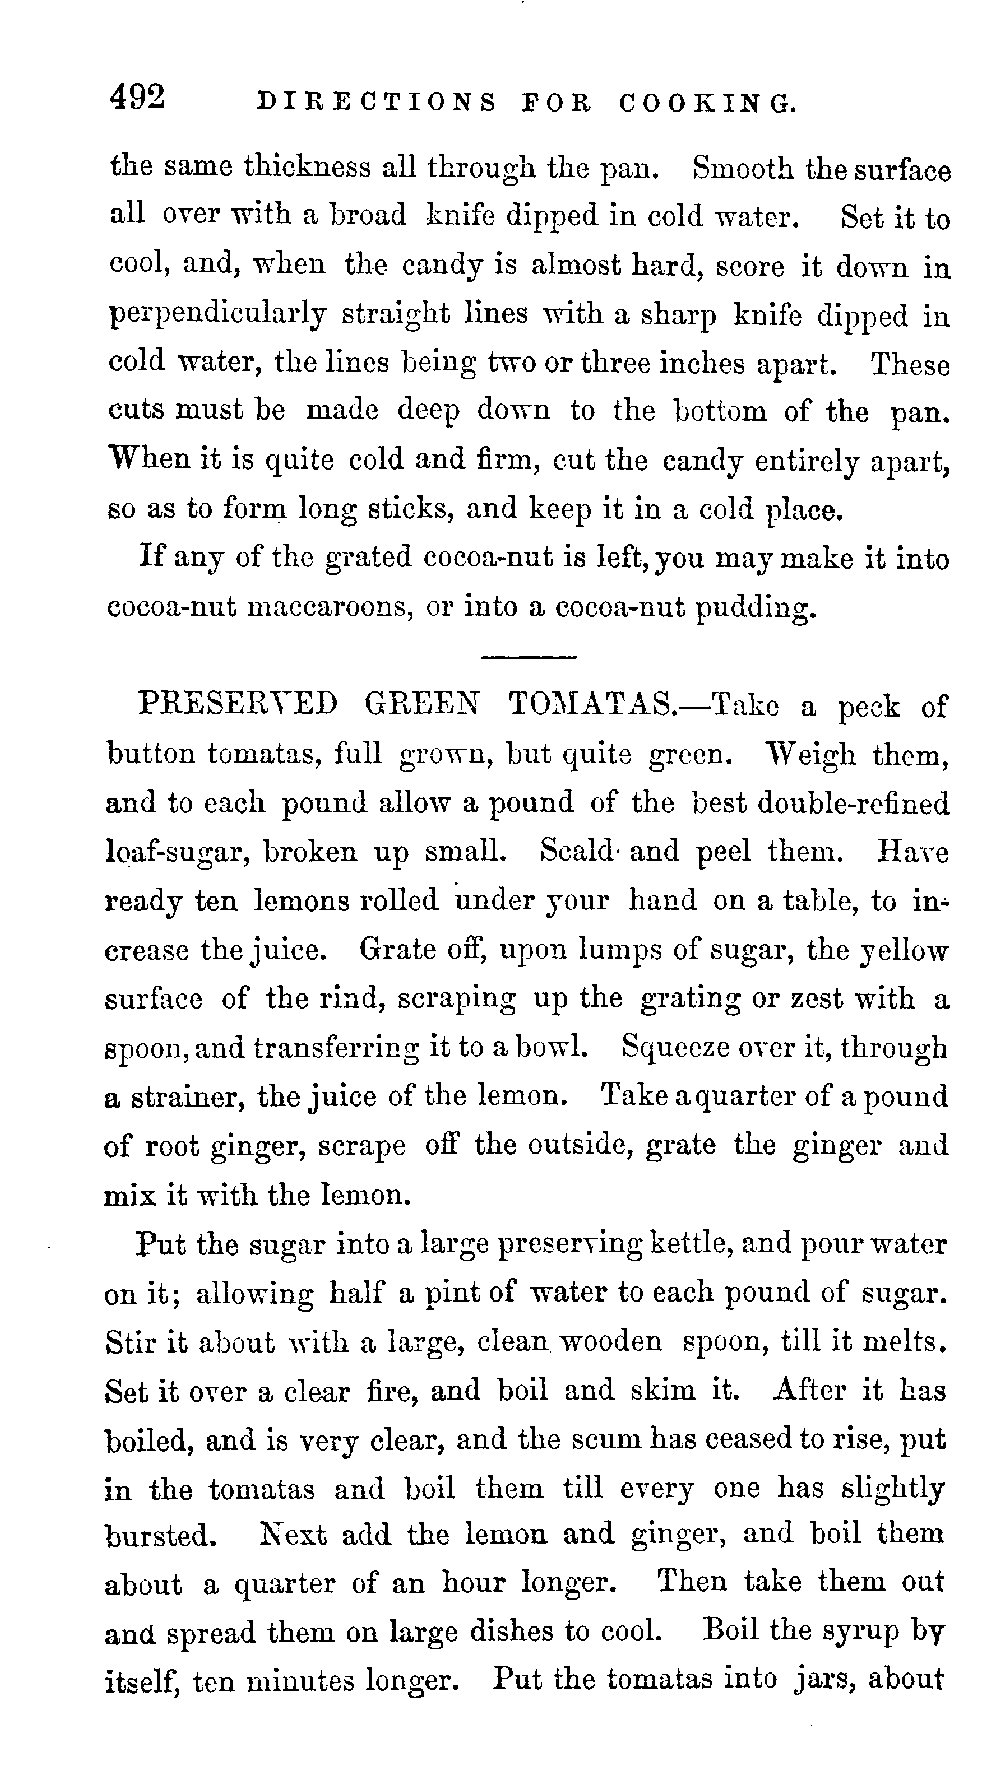 492 DIRECTIONS FOR COOKING.
the same thickness all through the pan. Smooth the surface
all over with a broad knife dipped in cold water. Set it to
cool, and, when the candy is almost hard, score it down in
perpendicularly straight lines with a sharp knife dipped in
cold water, the lines being two or three inches apart. These
cuts must be made deep down to the bottom of the pan.
When it is quite cold and firm, cut the candy entirely apart,
so as to form long sticks, and keep it in a cold place.
If any of the grated cocoa-nut is left, you may make it into
cocoa-nut maccaroons, or into a cocoa-nut pudding.
PRESERVED GREEN TOMATAS.—Take a peck of
button tomatas, full grown, but quite green. Weigh them,
and to each pound allow a pound of the best double-refined
loaf-sugar, broken up small. Scald and peel them. Have
ready ten lemons rolled under your hand on a table, to in-
crease the juice. Grate off, upon lumps of sugar, the yellow
surface of the rind, scraping up the grating or zest with a
spoon, and transferring it to a bowl. Squeeze over it, through
a strainer, the juice of the lemon. Take a quarter of a pound
of root ginger, scrape off the outside, grate the ginger and
mix it with the lemon.
Put the sugar into a large preserving kettle, and pour water
on it; allowing half a pint of water to each pound of sugar.
Stir it about with a large, clean wooden spoon, till it melts.
Set it over a clear fire, and boil and skim it. After it has
boiled, and is very clear, and the scum has ceased to rise, put
in the tomatas and boil them till every one has slightly
bursted. Next add the lemon and ginger, and boil them
about a quarter of an hour longer. Then take them out
and spread them on large dishes to cool. Boil the syrup by
itself, ten minutes longer. Put the tomatas into jars, about